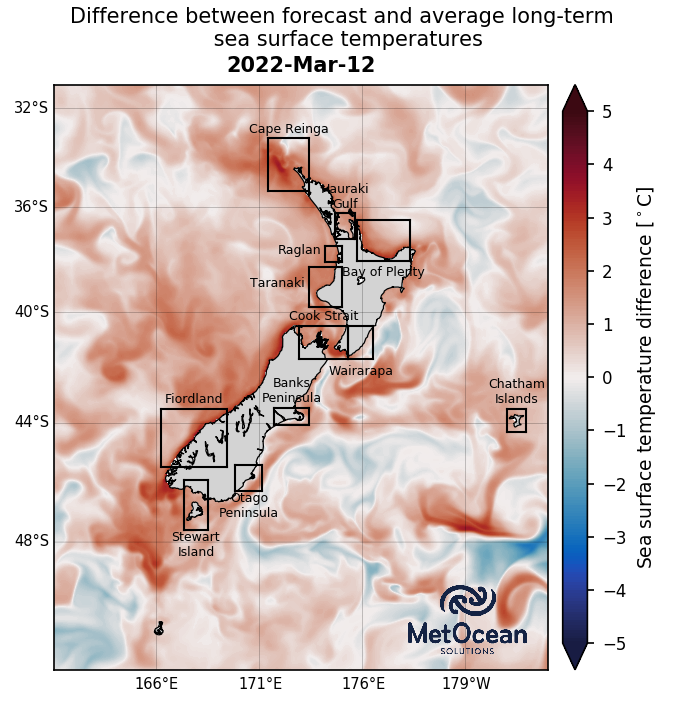 Difference between forecast and average long-term
sea surface temperatures
2022-Mar-12
32°S
36°S
40°S
44°S
48°S
Cape Reinga
Hauraki
Gulf
Raglan
Bay of Plenty
Taranaki
Cook Strait
Wairarapa
Banks
Peninsula
Fiordland
Chatham
Islands
Otago
Peninsula
Stewart
Island
MetOcean
SOLUTIONS
166°E
171°E
176°E
179°W
5
4
3
2
1
0
−1
−2
−3
−4
−5
Sea surface temperature difference [°C]